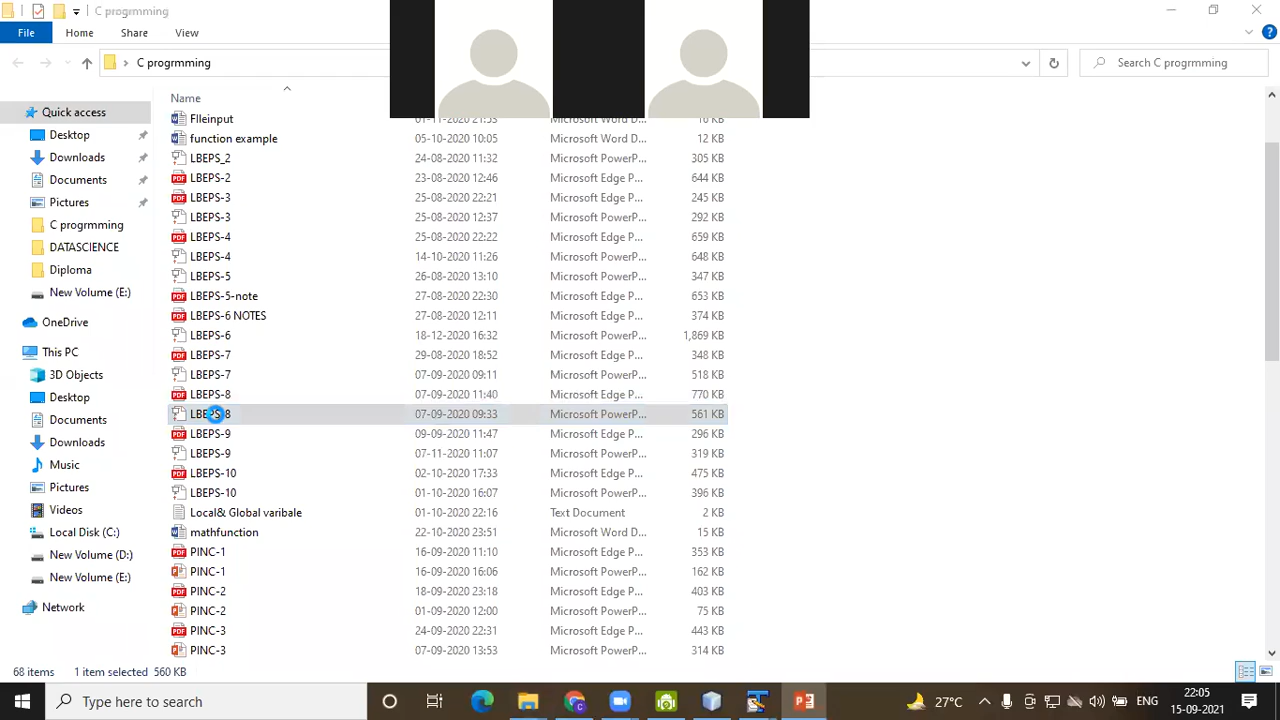 C progrmming
File Home Share View
C progrmming Search C progrmming
Name
Quick access
Desktop
Downloads
Documents
Pictures
C progrmming
DATASCIENCE
Diploma
New Volume (E:)
OneDrive
This PC
3D Objects
Desktop
Documents
Downloads
Music
Pictures
Videos
Local Disk (C:)
New Volume (D:)
New Volume (E:)
Network
FIleinput 01-11-2020 21:53 Microsoft Word D... 16 KB
function example 05-10-2020 10:05 Microsoft Word D... 12 KB
LBEPS_2 24-08-2020 11:32 Microsoft PowerP... 305 KB
LBEPS-2 23-08-2020 12:46 Microsoft Edge P... 644 KB
LBEPS-3 25-08-2020 22:21 Microsoft Edge P... 245 KB
LBEPS-3 25-08-2020 12:37 Microsoft PowerP... 292 KB
LBEPS-4 25-08-2020 22:22 Microsoft Edge P... 659 KB
LBEPS-4 14-10-2020 11:26 Microsoft PowerP... 648 KB
LBEPS-5 26-08-2020 13:10 Microsoft PowerP... 347 KB
LBEPS-5-note 27-08-2020 22:30 Microsoft Edge P... 653 KB
LBEPS-6 NOTES 27-08-2020 12:11 Microsoft Edge P... 374 KB
LBEPS-6 18-12-2020 16:32 Microsoft PowerP... 1,869 KB
LBEPS-7 29-08-2020 18:52 Microsoft Edge P... 348 KB
LBEPS-7 07-09-2020 09:11 Microsoft PowerP... 518 KB
LBEPS-8 07-09-2020 11:40 Microsoft Edge P... 770 KB
LBEPS-8 07-09-2020 09:33 Microsoft PowerP... 561 KB
LBEPS-9 09-09-2020 11:47 Microsoft Edge P... 296 KB
LBEPS-9 07-11-2020 11:07 Microsoft PowerP... 319 KB
LBEPS-10 02-10-2020 17:33 Microsoft Edge P... 475 KB
LBEPS-10 01-10-2020 16:07 Microsoft PowerP... 396 KB
Local& Global varibale 01-10-2020 22:16 Text Document 2 KB
mathfunction 22-10-2020 23:51 Microsoft Word D... 15 KB
PINC-1 16-09-2020 11:10 Microsoft Edge P... 353 KB
PINC-1 16-09-2020 16:06 Microsoft PowerP... 162 KB
PINC-2 18-09-2020 23:18 Microsoft Edge P... 403 KB
PINC-2 01-09-2020 12:00 Microsoft PowerP... 75 KB
PINC-3 24-09-2020 22:31 Microsoft Edge P... 443 KB
PINC-3 07-09-2020 13:53 Microsoft PowerP... 314 KB
68 items 1 item selected 560 KB
Type here to search 27°C ENG 22:05
15-09-2021